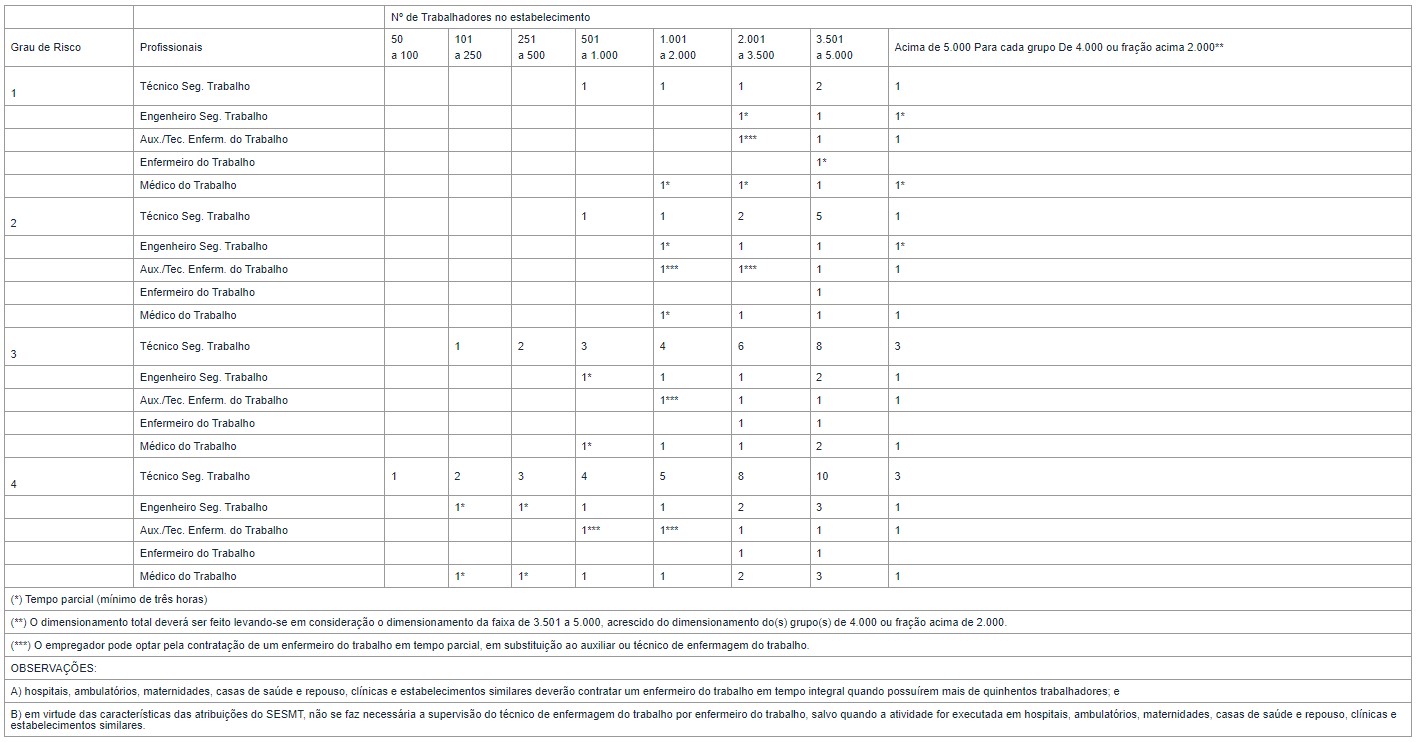 Nº de Trabalhadores no estabelecimento
Grau de Risco Profissionais 50 a 100 101 a 250 251 a 500 501 a 1.000 1.001 a 2.000 2.001 a 3.500 3.501 a 5.000 Acima de 5.000 Para cada grupo De 4.000 ou fração acima 2.000**
1 Técnico Seg. Trabalho 1 1 1 2 1
Engenheiro Seg. Trabalho 1* 1 1*
Aux./Tec. Enferm. do Trabalho 1*** 1 1
Enfermeiro do Trabalho 1*
Médico do Trabalho 1* 1* 1 1*
2 Técnico Seg. Trabalho 1 1 2 5 1
Engenheiro Seg. Trabalho 1* 1 1 1*
Aux./Tec. Enferm. do Trabalho 1*** 1*** 1 1
Enfermeiro do Trabalho 1
Médico do Trabalho 1* 1 1 1
3 Técnico Seg. Trabalho 1 2 3 4 6 8 3
Engenheiro Seg. Trabalho 1* 1 1 2 1
Aux./Tec. Enferm. do Trabalho 1*** 1 1 1
Enfermeiro do Trabalho 1 1
Médico do Trabalho 1* 1 1 2 1
4 Técnico Seg. Trabalho 1 2 3 4 5 8 10 3
Engenheiro Seg. Trabalho 1* 1* 1 1 2 3 1
Aux./Tec. Enferm. do Trabalho 1*** 1*** 1 1 1
Enfermeiro do Trabalho 1 1
Médico do Trabalho 1* 1* 1 1 2 3 1
(*) Tempo parcial (mínimo de três horas)
(**) O dimensionamento total deverá ser feito levando-se em consideração o dimensionamento da faixa de 3.501 a 5.000, acrescido do dimensionamento do(s) grupo(s) de 4.000 ou fração acima de 2.000.
(***) O empregador pode optar pela contratação de um enfermeiro do trabalho em tempo parcial, em substituição ao auxiliar ou técnico de enfermagem do trabalho.
OBSERVAÇÕES:
A) hospitais, ambulatórios, maternidades, casas de saúde e repouso, clínicas e estabelecimentos similares deverão contratar um enfermeiro do trabalho em tempo integral quando possuírem mais de quinhentos trabalhadores; e
B) em virtude das características das atribuições do SESMT, não se faz necessária a supervisão do técnico de enfermagem do trabalho por enfermeiro do trabalho, salvo quando a atividade for executada em hospitais, ambulatórios, maternidades, casas de saúde e repouso, clínicas e
estabelecimentos similares.